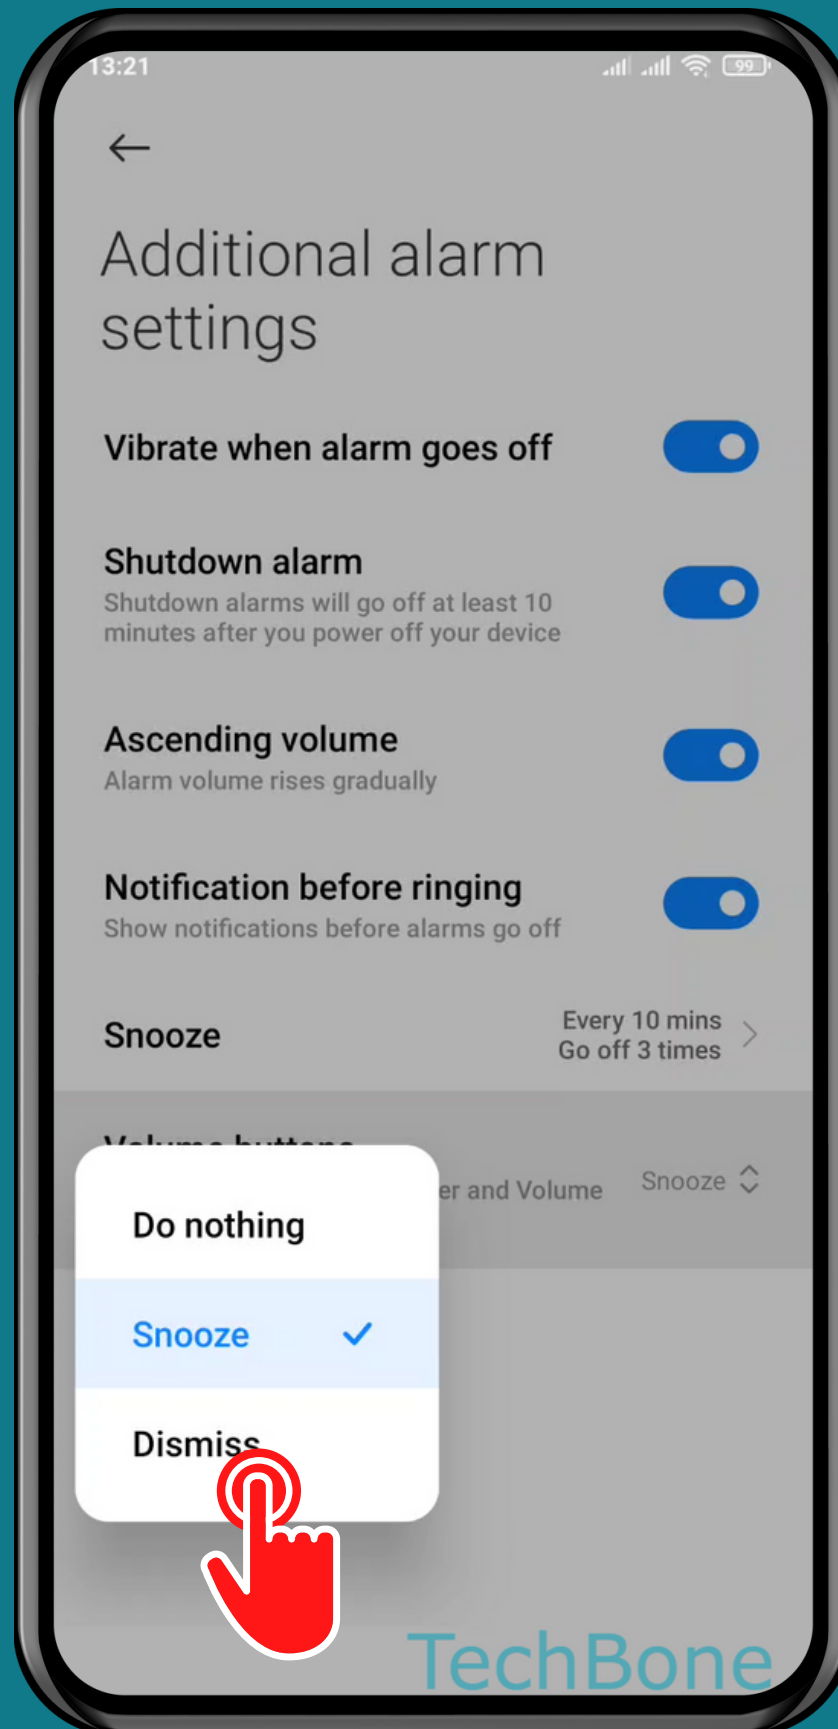 13:21
99
Additional alarm
settings
Vibrate when alarm goes off
Shutdown alarm
Shutdown alarms will go off at least 10
minutes after you power off your device
Ascending volume
Alarm volume rises gradually
Notification before ringing
Show notifications before alarms go off
Snooze
Every 10 mins
Go off 3 times
Volume buttons
er and Volume
Snooze
Do nothing
Snooze
Dismiss
TechBone